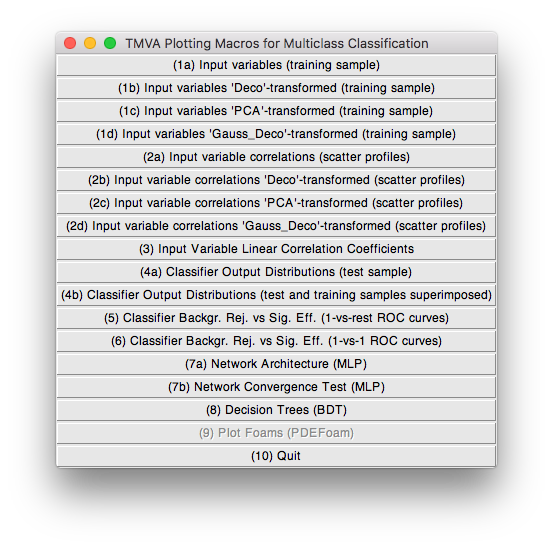 TMVA Plotting Macros for Multiclass Classification
(1a) Input variables (training sample)
(1b) Input variables 'Deco'-transformed (training sample)
(1c) Input variables 'PCA'-transformed (training sample)
(1d) Input variables 'Gauss_Deco'-transformed (training sample)
(2a) Input variable correlations (scatter profiles)
(2b) Input variable correlations 'Deco'-transformed (scatter profiles)
(2c) Input variable correlations 'PCA'-transformed (scatter profiles)
(2d) Input variable correlations 'Gauss_Deco'-transformed (scatter profiles)
(3) Input Variable Linear Correlation Coefficients
(4a) Classifier Output Distributions (test sample)
(4b) Classifier Output Distributions (test and training samples superimposed)
(5) Classifier Backgr. Rej. vs Sig. Eff. (1-vs-rest ROC curves)
(6) Classifier Backgr. Rej. vs Sig. Eff. (1-vs-1 ROC curves)
(7a) Network Architecture (MLP)
(7b) Network Convergence Test (MLP)
(8) Decision Trees (BDT)
(9) Plot Foams (PDEFoam)
(10) Quit